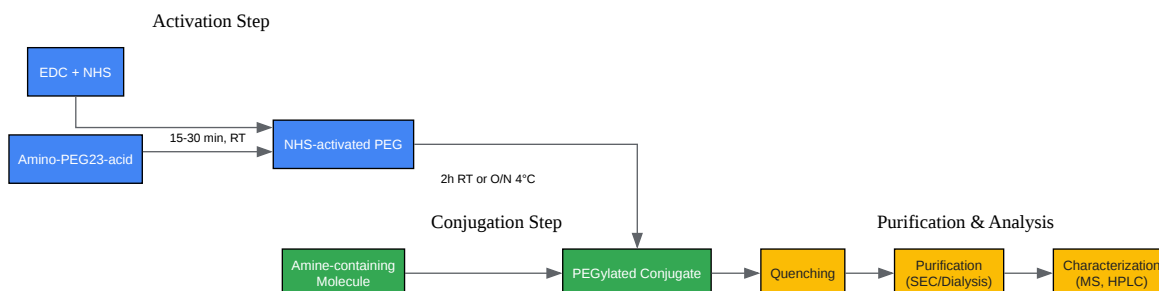 Activation Step
EDC + NHS
15-30 min, RT
Amino-PEG23-acid
NHS-activated PEG
2h RT or O/N 4°C
Conjugation Step
Purification & Analysis
Amine-containing
Molecule
PEGylated Conjugate
Quenching
Purification
(SEC/Dialysis)
Characterization
(MS, HPLC)